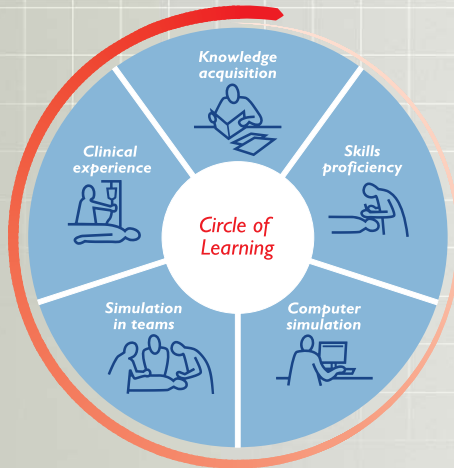 Knowledge
acquisition
Skills
proficiency
Computer
simulation
Simulation
in teams
Clinical
experience
Circle of
Learning